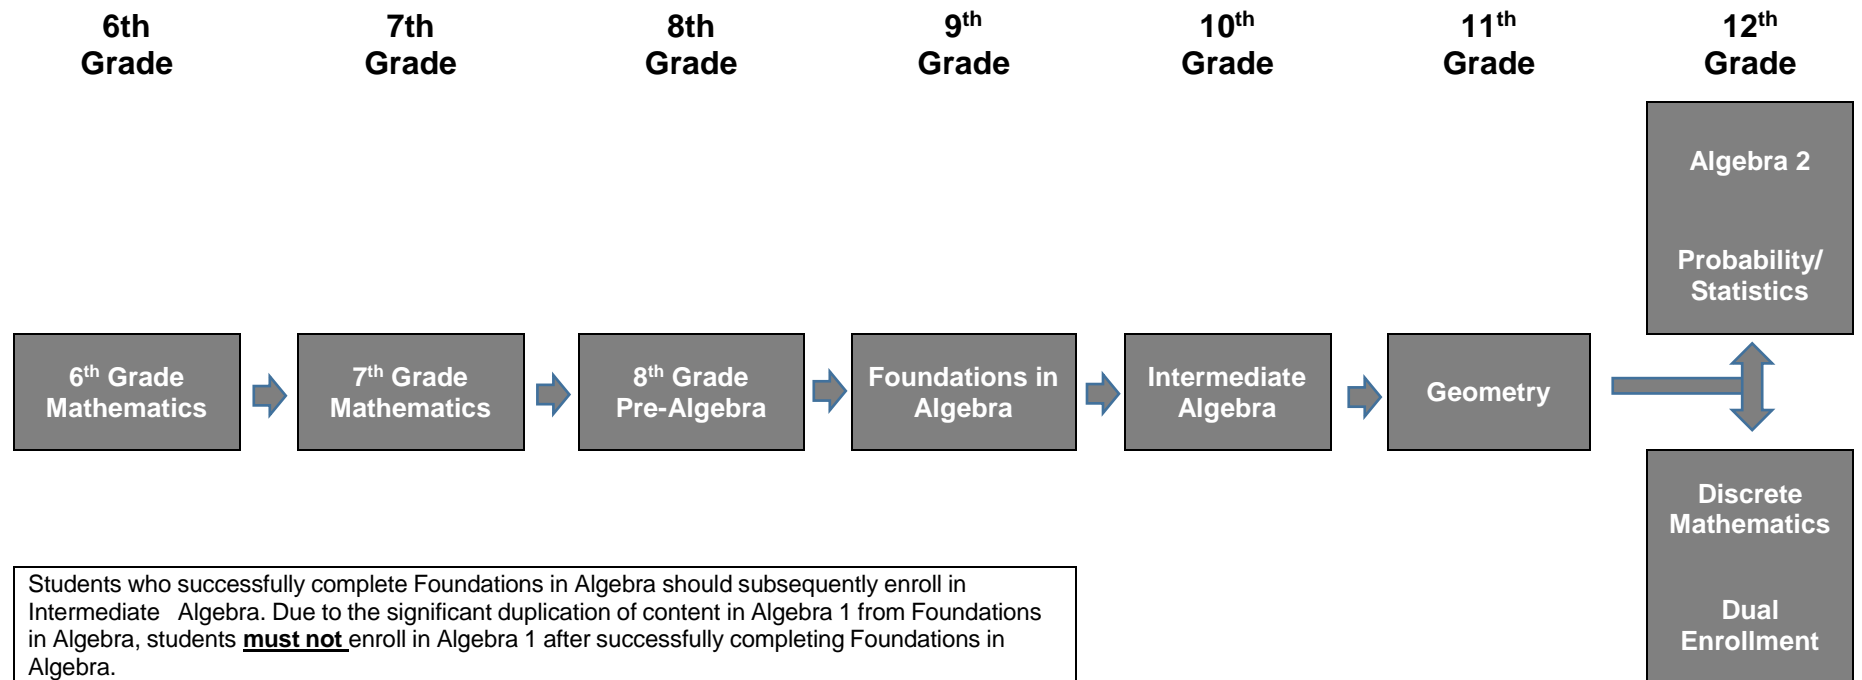 6th
Grade
7th
Grade
8th
Grade
9th
Grade
10th
Grade
11th
Grade
12th
Grade
Algebra 2
Probability/
Statistics
6th Grade
Mathematics
7th Grade
Mathematics
8th Grade
Pre-Algebra
Foundations in
Algebra
Intermediate
Algebra
Geometry
Discrete
Mathematics
Dual
Enrollment
Students who successfully complete Foundations in Algebra should subsequently enroll in
Intermediate   Algebra. Due to the significant duplication of content in Algebra 1 from Foundations
in Algebra, students must not enroll in Algebra 1 after successfully completing Foundations in
Algebra.